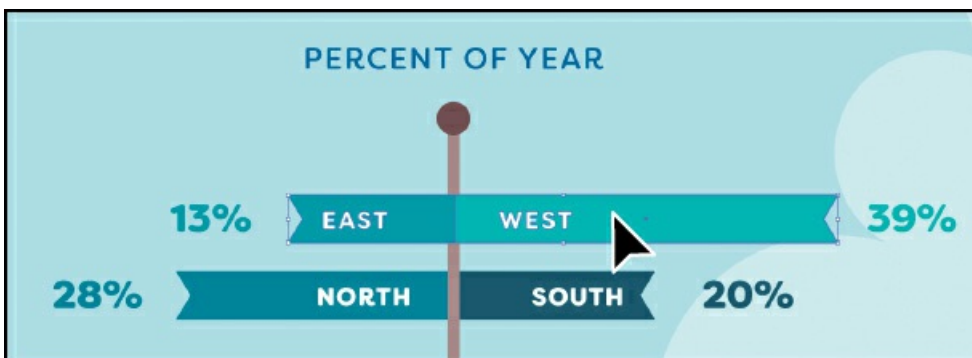 PERCENT OF YEAR
13% EAST WEST 39%
28% NORTH SOUTH 20%